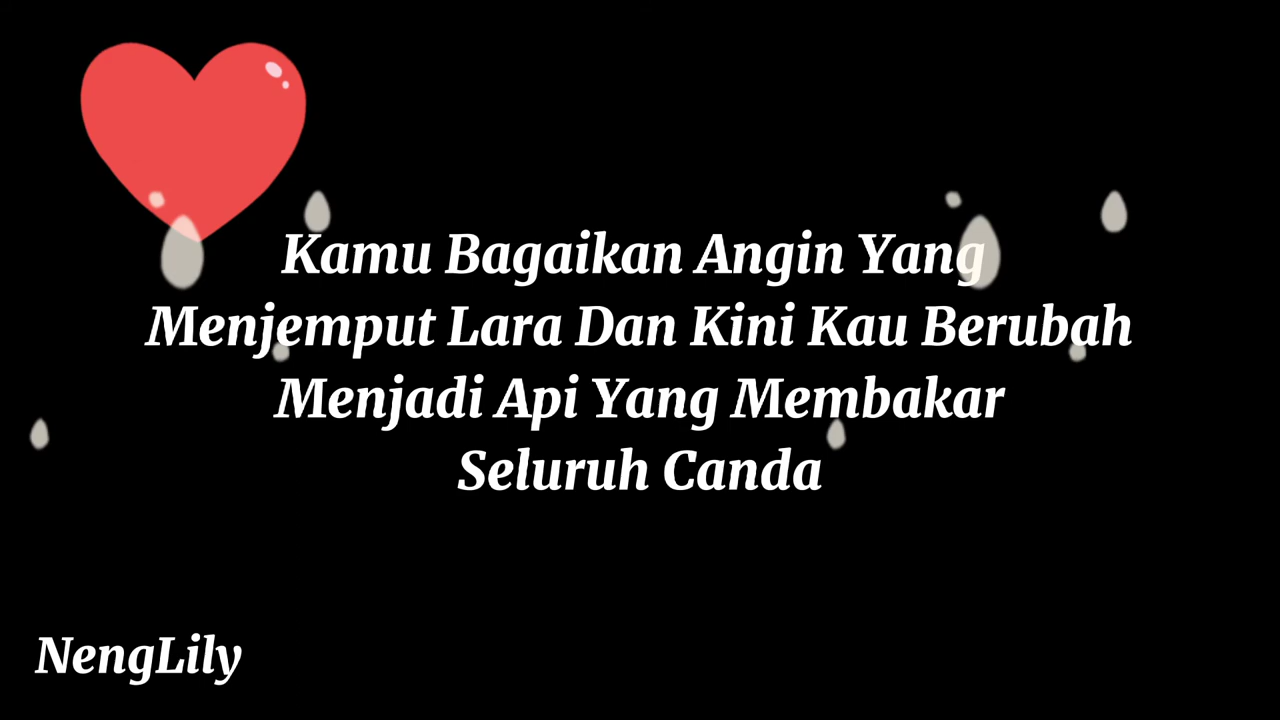 Kamu Bagaikan Angin Yang
Menjemput Lara Dan Kini Kau Berubah
Menjadi Api Yang Membakar
Seluruh Canda
NengLily